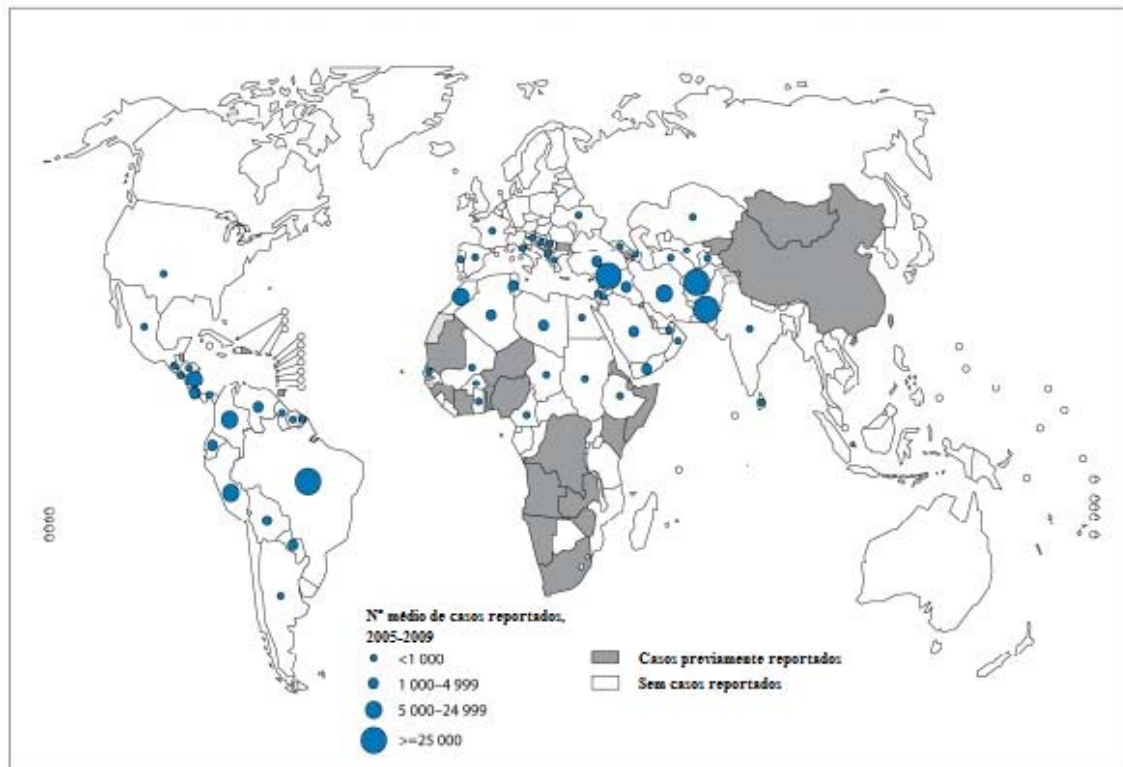 Nº médio de casos reportados,
2005-2009
<1 000
1 000–4 999
5 000–24 999
>=25 000
Casos previamente reportados
Sem casos reportados